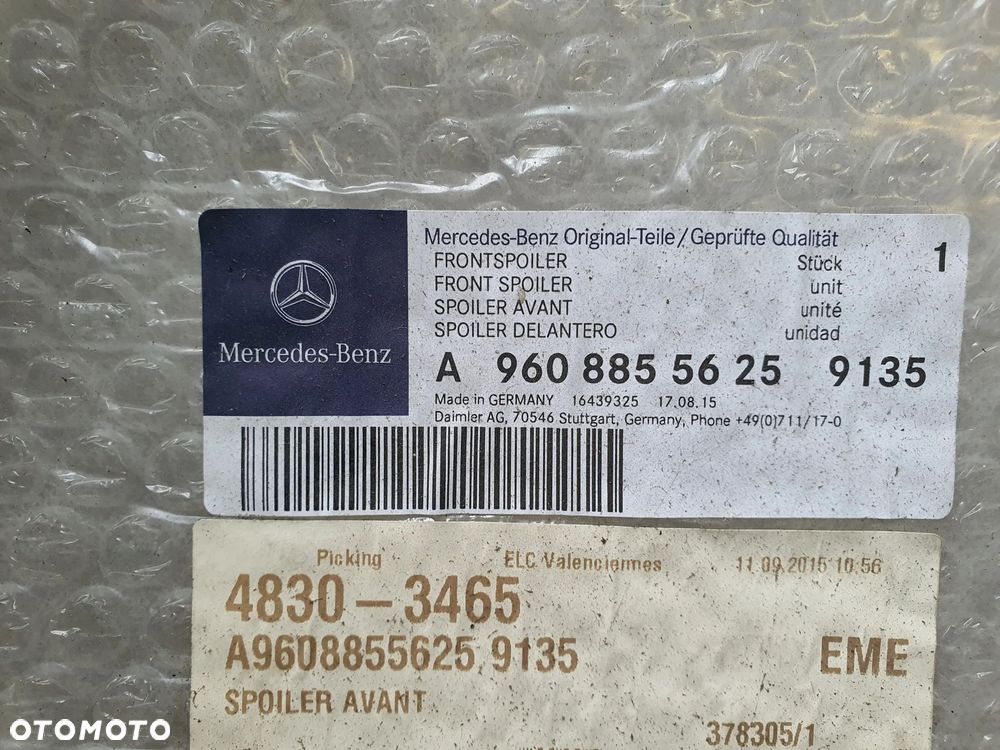 Mercedes-Benz Original-Teile/Geprüfte Qualität
FRONTSPOILER Stück 1
FRONT SPOILER unit
SPOILER AVANT unité
SPOILER DELANTERO unidad
Mercedes-Benz
A 960 885 56 25 9135
Made in GERMANY 16439325 17.08.15
Daimler AG, 70546 Stuttgart, Germany, Phone +49(0)711/17-0
Picking ELC Valenciennes 11.09.2015 10:56
4830-3465
A9608855625 9135 EME
SPOILER AVANT
378305/1
OTOMOTO